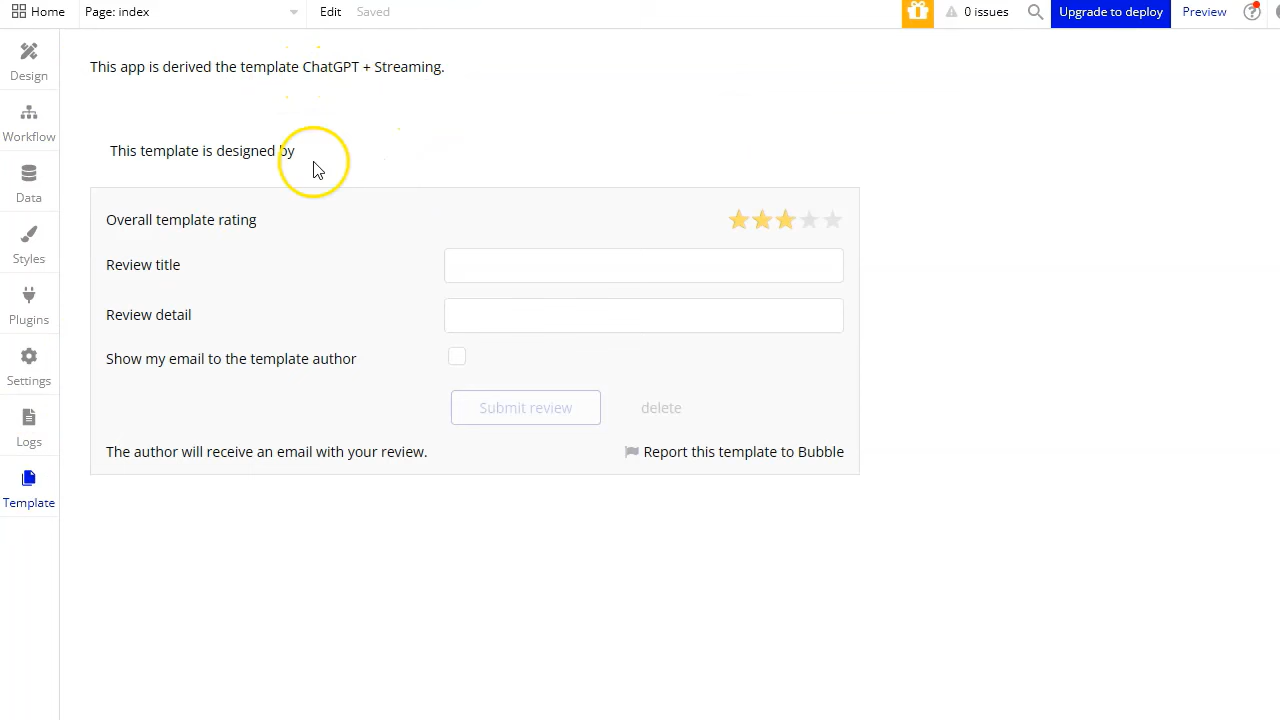 Home Page: index Edit Saved 0 issues Upgrade to deploy Preview
Design
Workflow
Data
Styles
Plugins
Settings
Logs
Template
This app is derived the template ChatGPT + Streaming.
This template is designed by
Overall template rating
Review title
Review detail
Show my email to the template author
Submit review delete
The author will receive an email with your review. Report this template to Bubble